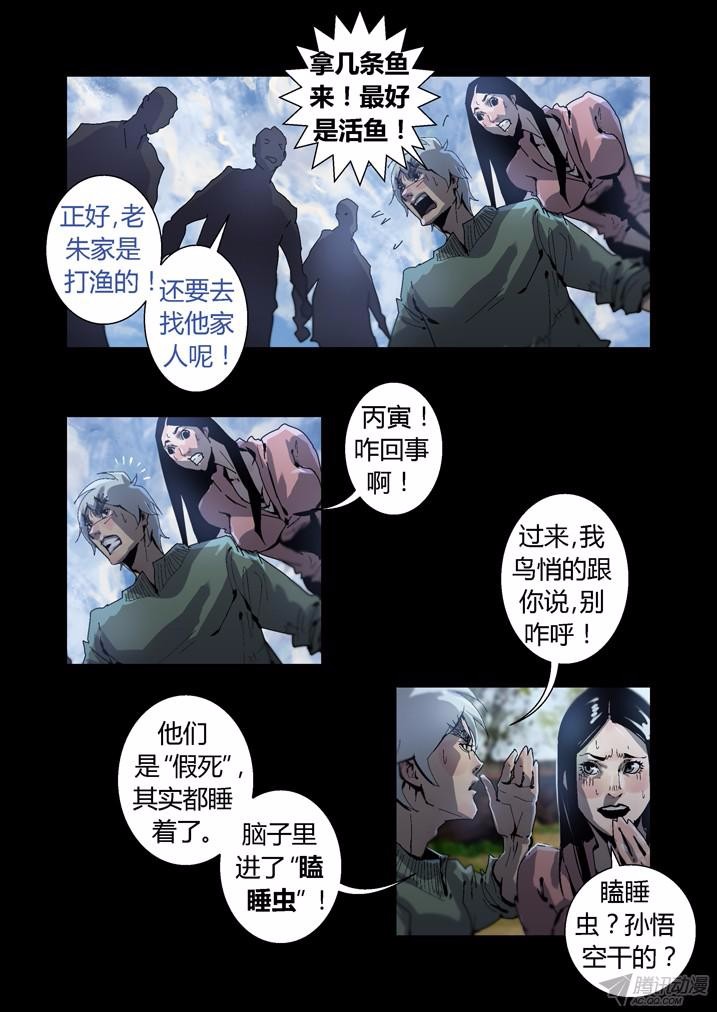 拿几条鱼
来！最好
是活鱼！
正好，老
朱家是
打渔的！
还要去
找他家
人呢！
丙寅！
咋回事
啊！
过来，我
鸟悄的跟
你说，别
咋呼！
他们
是“假死”，
其实都睡
着了。
脑子里
进了“瞌
睡虫”！
瞌睡
虫？孙悟
空干的？
腾讯动漫